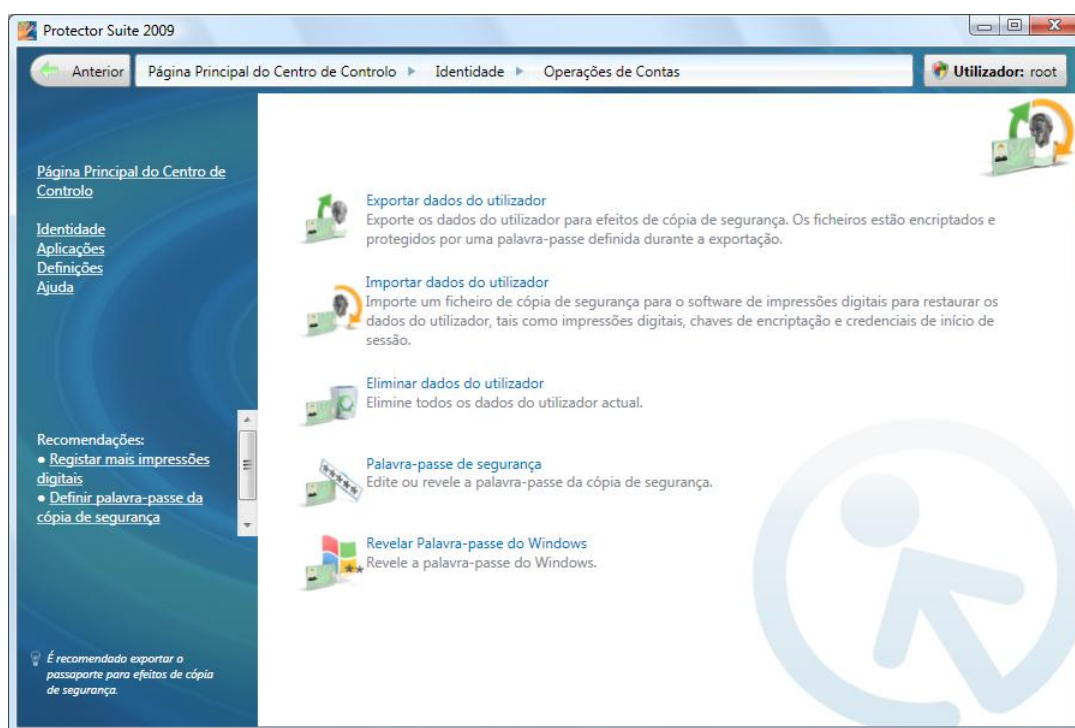 Protector Suite 2009
Anterior
Página Principal do Centro de Controlo
Identidade
Operações de Contas
Utilizador: root
Página Principal do Centro de
Controlo
Identidade
Aplicações
Definições
Ajuda
Recomendações:
• Registar mais impressões
digitais
• Definir palavra-passe da
cópia de segurança
É recomendado exportar o
passaporte para efeitos de cópia
de segurança.
Exportar dados do utilizador
Exporte os dados do utilizador para efeitos de cópia de segurança. Os ficheiros estão encriptados e
protegidos por uma palavra-passe definida durante a exportação.
Importar dados do utilizador
Importe um ficheiro de cópia de segurança para o software de impressões digitais para restaurar os
dados do utilizador, tais como impressões digitais, chaves de encriptação e credenciais de início de
sessão.
Eliminar dados do utilizador
Elimine todos os dados do utilizador actual.
Palavra-passe de segurança
Edite ou revele a palavra-passe da cópia de segurança.
Revelar Palavra-passe do Windows
Revele a palavra-passe do Windows.